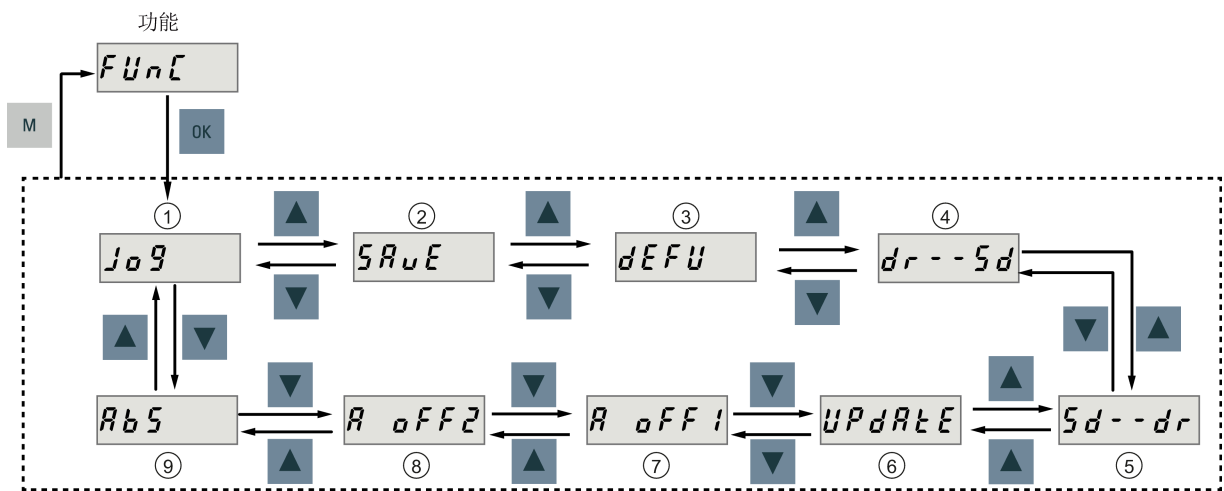 功能
FUnC
M
OK
①
②
③
④
JoG
SAvE
dEFU
dr--Sd
AbS
A oFF2
A oFF1
UPdAtE
Sd--dr
⑨
⑧
⑦
⑥
⑤